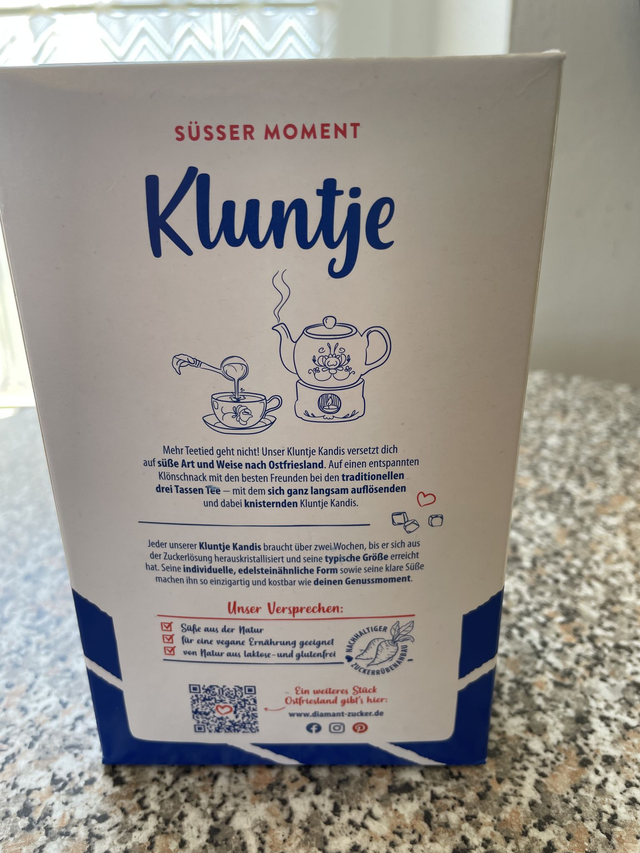 SÜSSER MOMENT
Kluntje
Mehr Teetied geht nicht! Unser Kluntje Kandis versetzt dich
auf süße Art und Weise nach Ostfriesland. Auf einen entspannten
Klönschnack mit den besten Freunden bei den traditionellen
drei Tassen Tee – mit dem sich ganz langsam auflösenden
und dabei knisternden Kluntje Kandis.
Jeder unserer Kluntje Kandis braucht über zwei Wochen, bis er sich aus
der Zuckerlösung herauskristallisiert und seine typische Größe erreicht
hat. Seine individuelle, edelsteinähnliche Form sowie seine klare Süße
machen ihn so einzigartig und kostbar wie deinen Genussmoment.
Unser Versprechen:
Süße aus der Natur
für eine vegane Ernährung geeignet
von Natur aus laktose- und glutenfrei
NACHHALTIGER
ZUCKERRÜBENANBAU
Ein weiteres Stück
Ostfriesland gibt's hier:
www.diamant-zucker.de